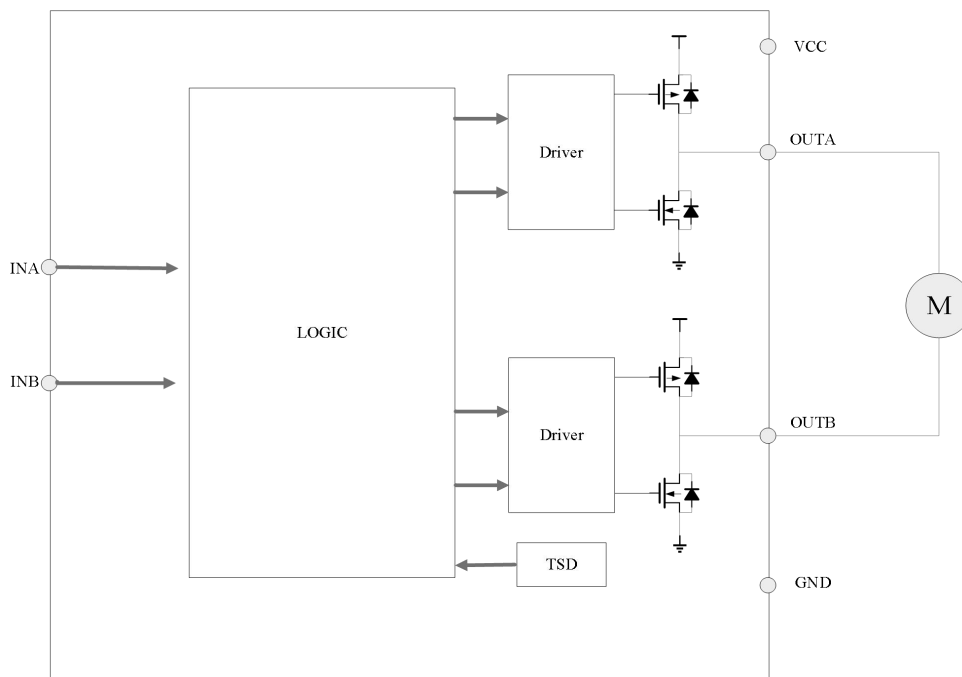 VCC
OUTA
Driver
INA
M
LOGIC
INB
OUTB
Driver
TSD
GND